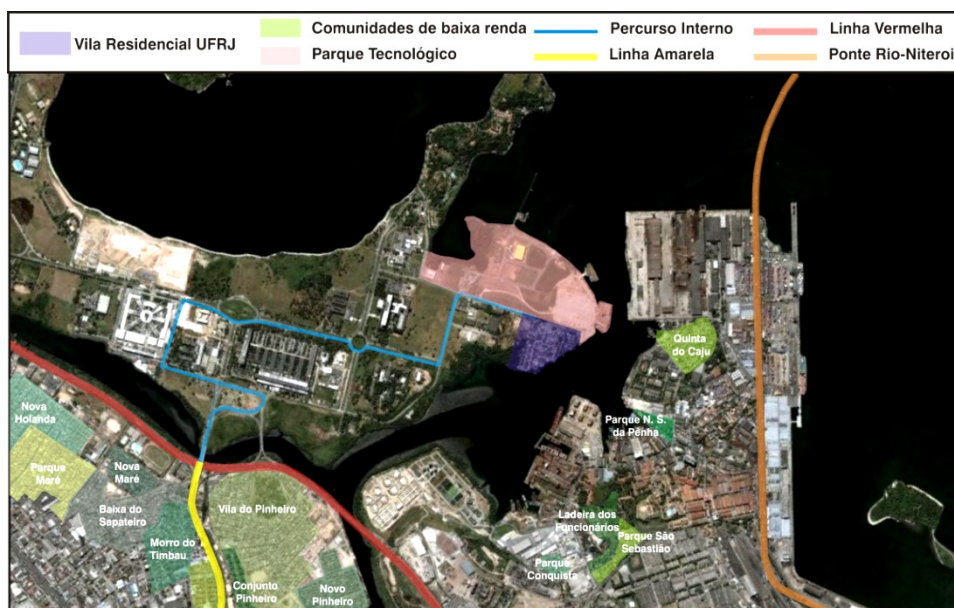 Vila Residencial UFRJ
Comunidades de baixa renda
Parque Tecnológico
Percurso Interno
Linha Amarela
Linha Vermelha
Ponte Rio-Niteroi
Quinta
do Caju
Parque N. S.
da Penha
Nova
Holanda
Parque
Maré
Nova
Maré
Baixa do
Sapateiro
Vila do Pinheiro
Morro do
Timbau
Conjunto
Pinheiro
Novo
Pinheiro
Ladeira dos
Funcionários
Parque São
Sebastião
Parque
Conquista